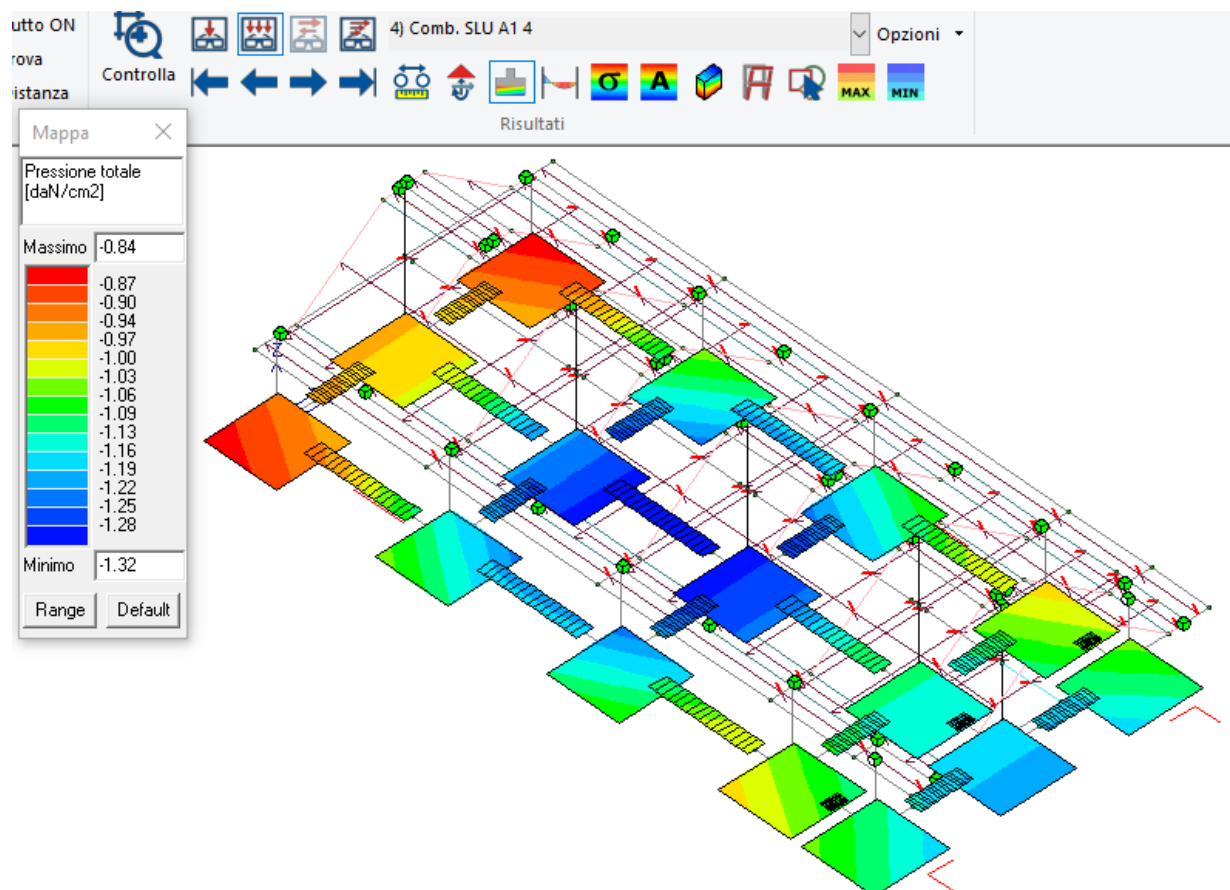 utto ON
rova
istanza
Controlla
4) Comb. SLU A1 4
Opzioni
σ
A
MAX
MIN
Risultati
Mappa
Pressione totale
[daN/cm2]
Massimo -0.84
-0.87
-0.90
-0.94
-0.97
-1.00
-1.03
-1.06
-1.09
-1.13
-1.16
-1.19
-1.22
-1.25
-1.28
Minimo -1.32
Range Default
Z